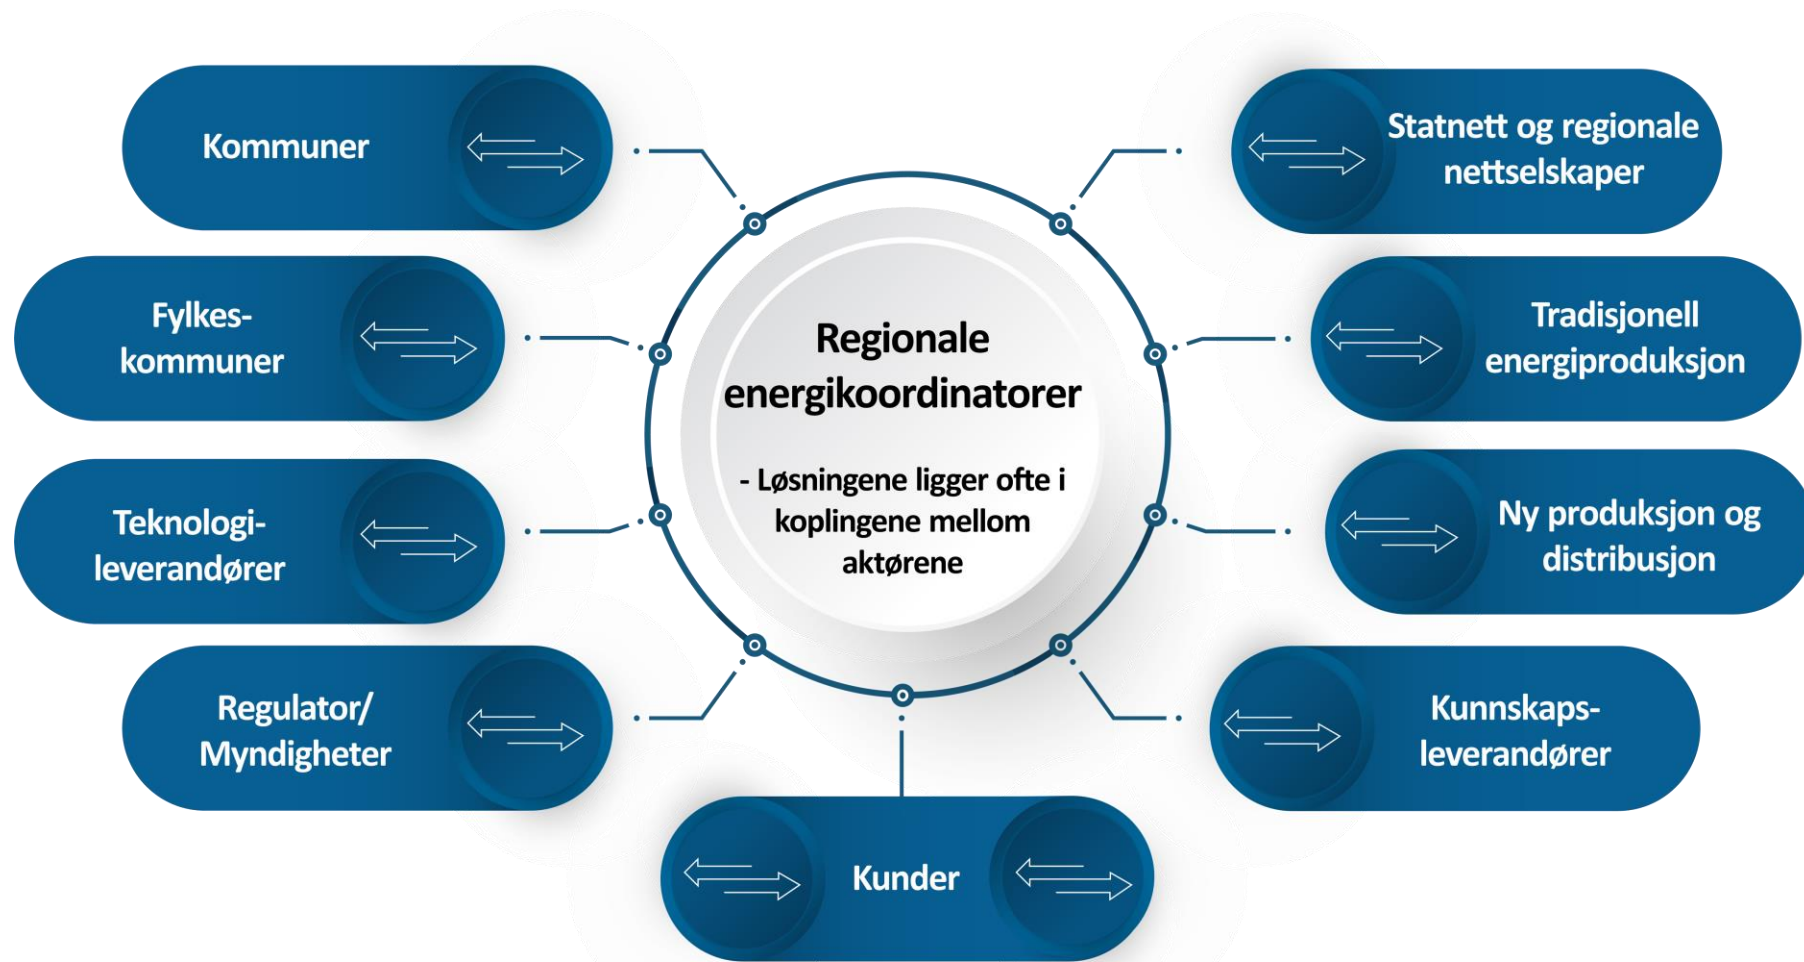 Kommuner
Fylkes-
kommuner
Teknologi-
leverandører
Regulator/
Myndigheter
Regionale
energikoordinatorer
- Løsningene ligger ofte i
koplingene mellom
aktørene
Kunder
Statnett og regionale
nettselskaper
Tradisjonell
energiproduksjon
Ny produksjon og
distribusjon
Kunnskaps-
leverandører